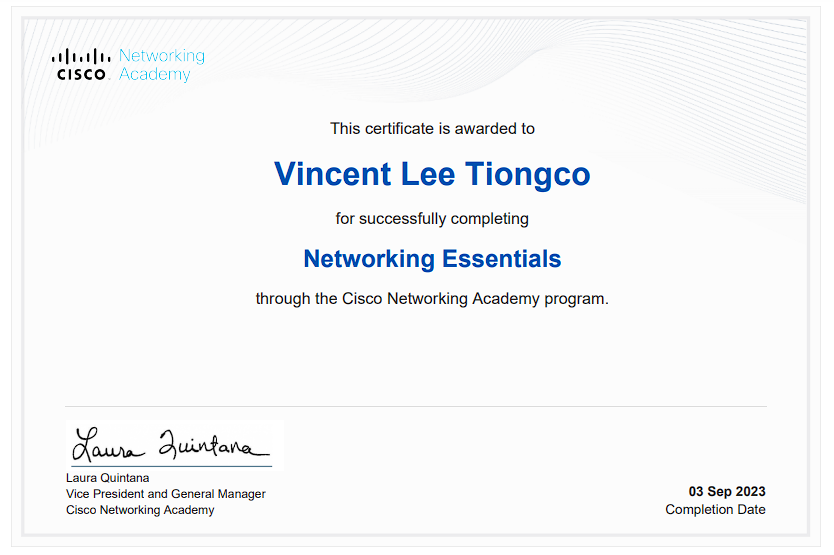 Networking
CISCO Academy
This certificate is awarded to
Vincent Lee Tiongco
for successfully completing
Networking Essentials
through the Cisco Networking Academy program.
Laura Quintana
Laura Quintana
Vice President and General Manager
Cisco Networking Academy
03 Sep 2023
Completion Date